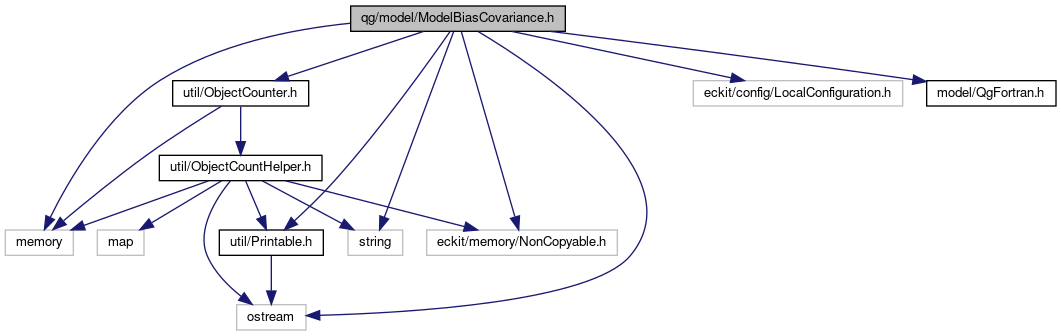 qg/model/ModelBiasCovariance.h
util/ObjectCounter.h
eckit/config/LocalConfiguration.h
model/QgFortran.h
util/ObjectCountHelper.h
memory
map
util/Printable.h
string
eckit/memory/NonCopyable.h
ostream